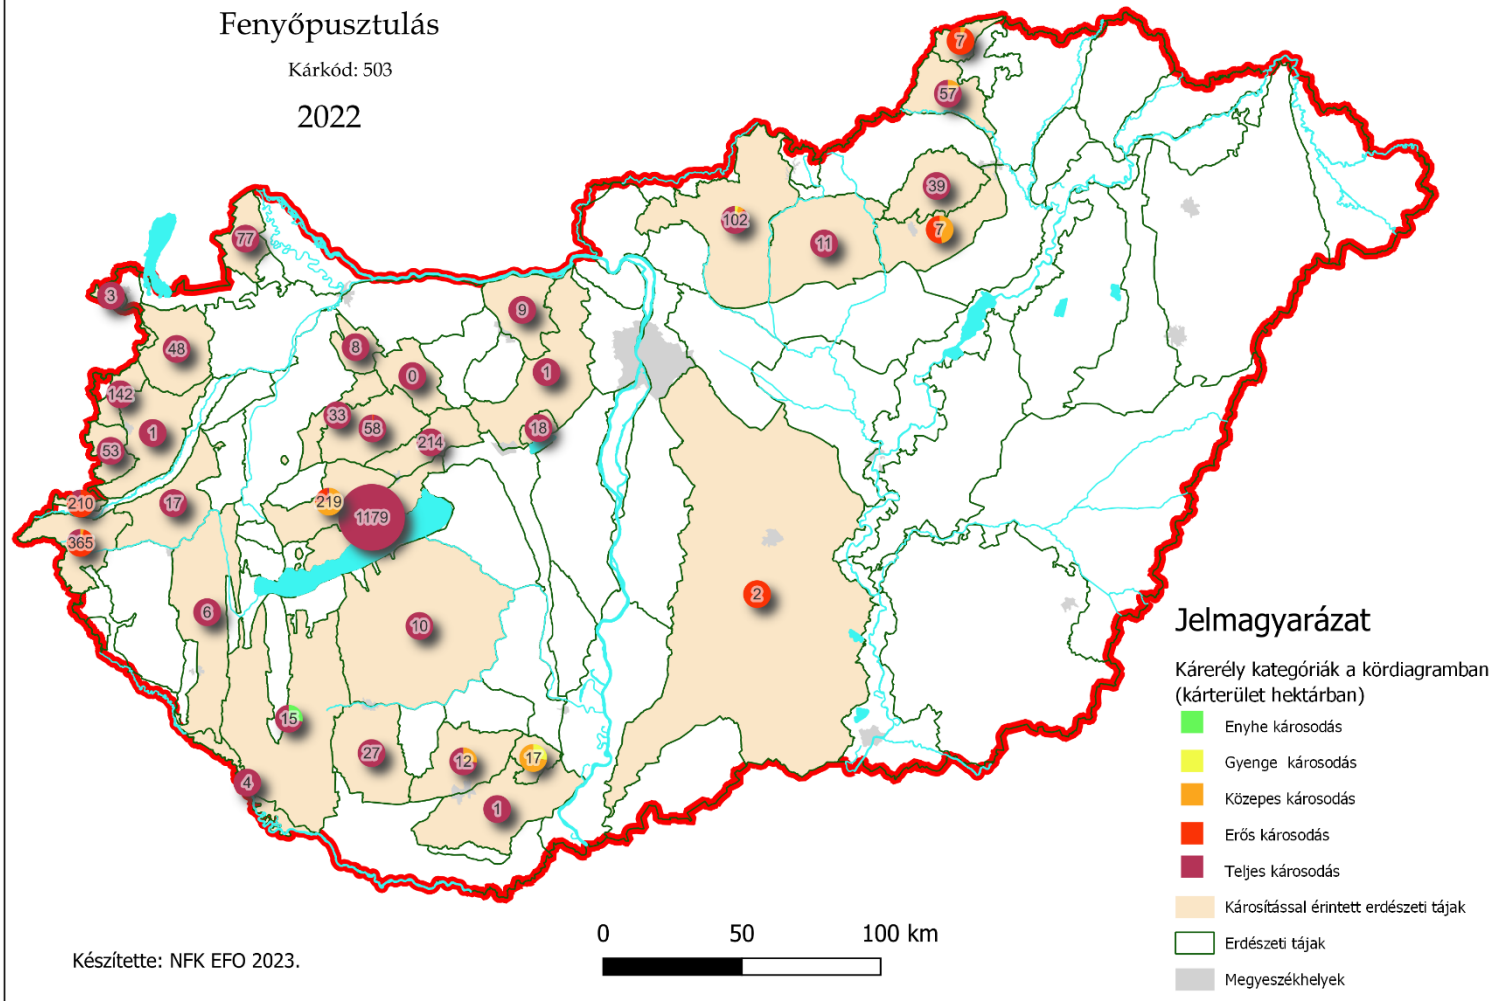 Fenyőpusztulás
Kárkód: 503
2022
7
57
39
102
7
11
77
3
9
48
8
0
1
142
33
58
18
1
214
53
219
210
17
1179
365
2
6
10
15
27
12
17
4
1
Jelmagyarázat
Kárerély kategóriák a kördiagramban
(kárterület hektárban)
Enyhe károsodás
Gyenge károsodás
Közepes károsodás
Erős károsodás
Teljes károsodás
Károsítással érintett erdészeti tájak
Erdészeti tájak
Megyeszékhelyek
0 50 100 km
Készítette: NFK EFO 2023.